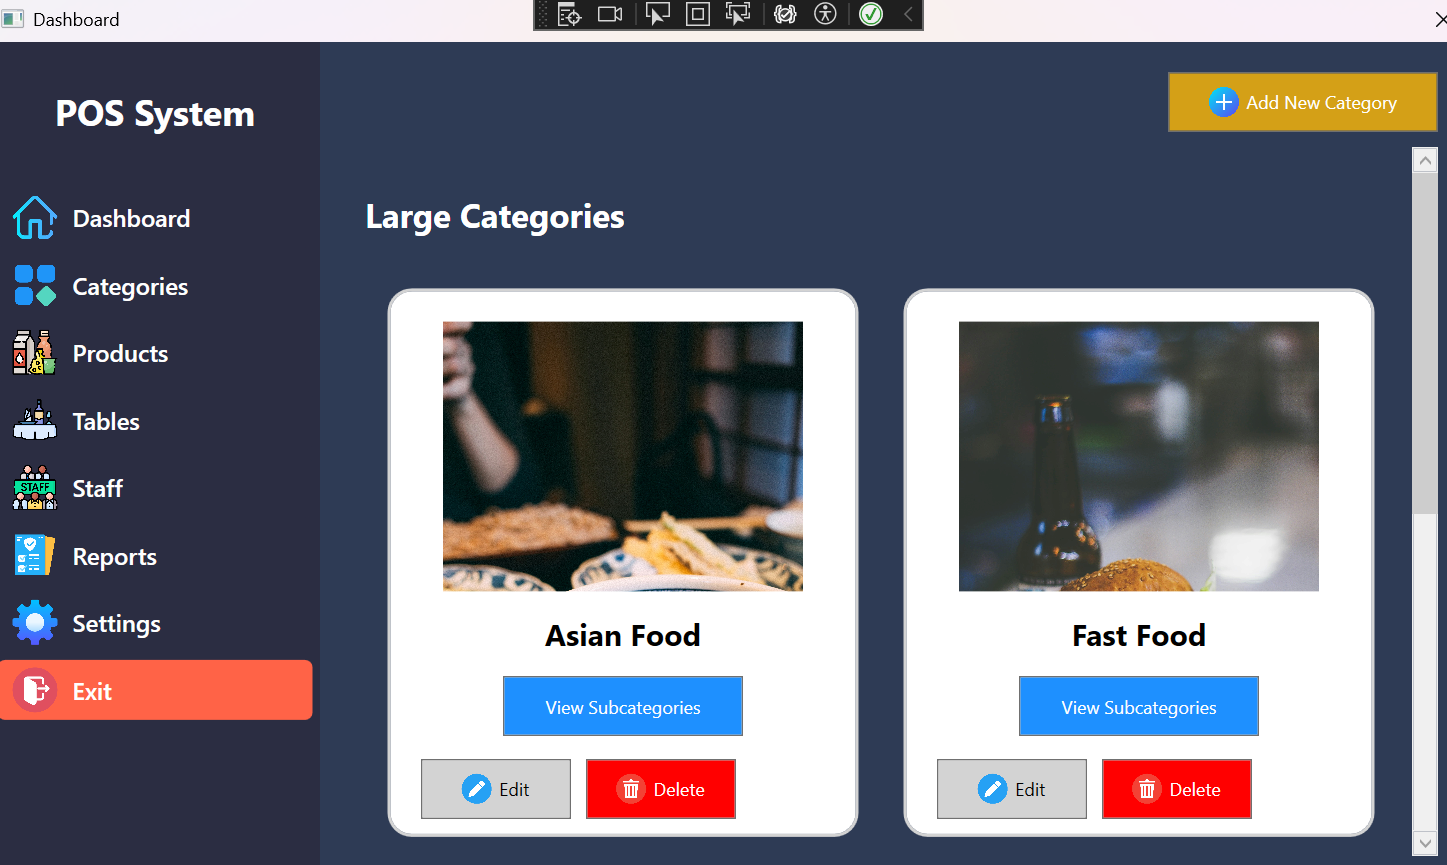 Dashboard
POS System
Add New Category
Dashboard
Categories
Products
Tables
STAFF
Staff
Reports
Settings
Exit
Large Categories
Asian Food
View Subcategories
Edit
Delete
Fast Food
View Subcategories
Edit
Delete